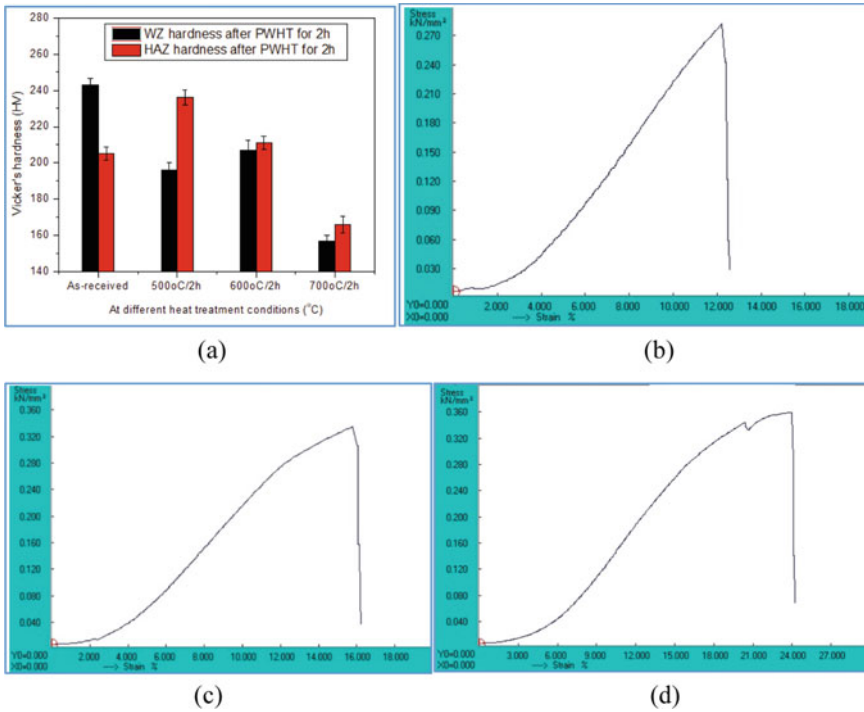 280
260
240
220
200
180
160
140
Vicker's hardness (HV)
WZ hardness after PWHT for 2h
HAZ hardness after PWHT for 2h
As-received 500oC/2h 600oC/2h 700oC/2h
At different heat treatment conditions (°C)
(a)
Stress
kN/mm²
0.270
0.240
0.210
0.180
0.150
0.120
0.090
0.060
0.030
Y0=0.000
X0=0.000
2.000 4.000 6.000 8.000 10.000 12.000 14.000 16.000 18.000
---> Strain %
(b)
Stress
kN/mm²
0.360
0.320
0.280
0.240
0.200
0.160
0.120
0.080
0.040
Y0=0.000
X0=0.000
2.000 4.000 6.000 8.000 10.000 12.000 14.000 16.000 18.000
---> Strain %
(c)
Stress
kN/mm²
0.360
0.320
0.280
0.240
0.200
0.160
0.120
0.080
0.040
Y0=0.000
X0=0.000
3.000 6.000 9.000 12.000 15.000 18.000 21.000 24.000 27.000
---> Strain %
(d)